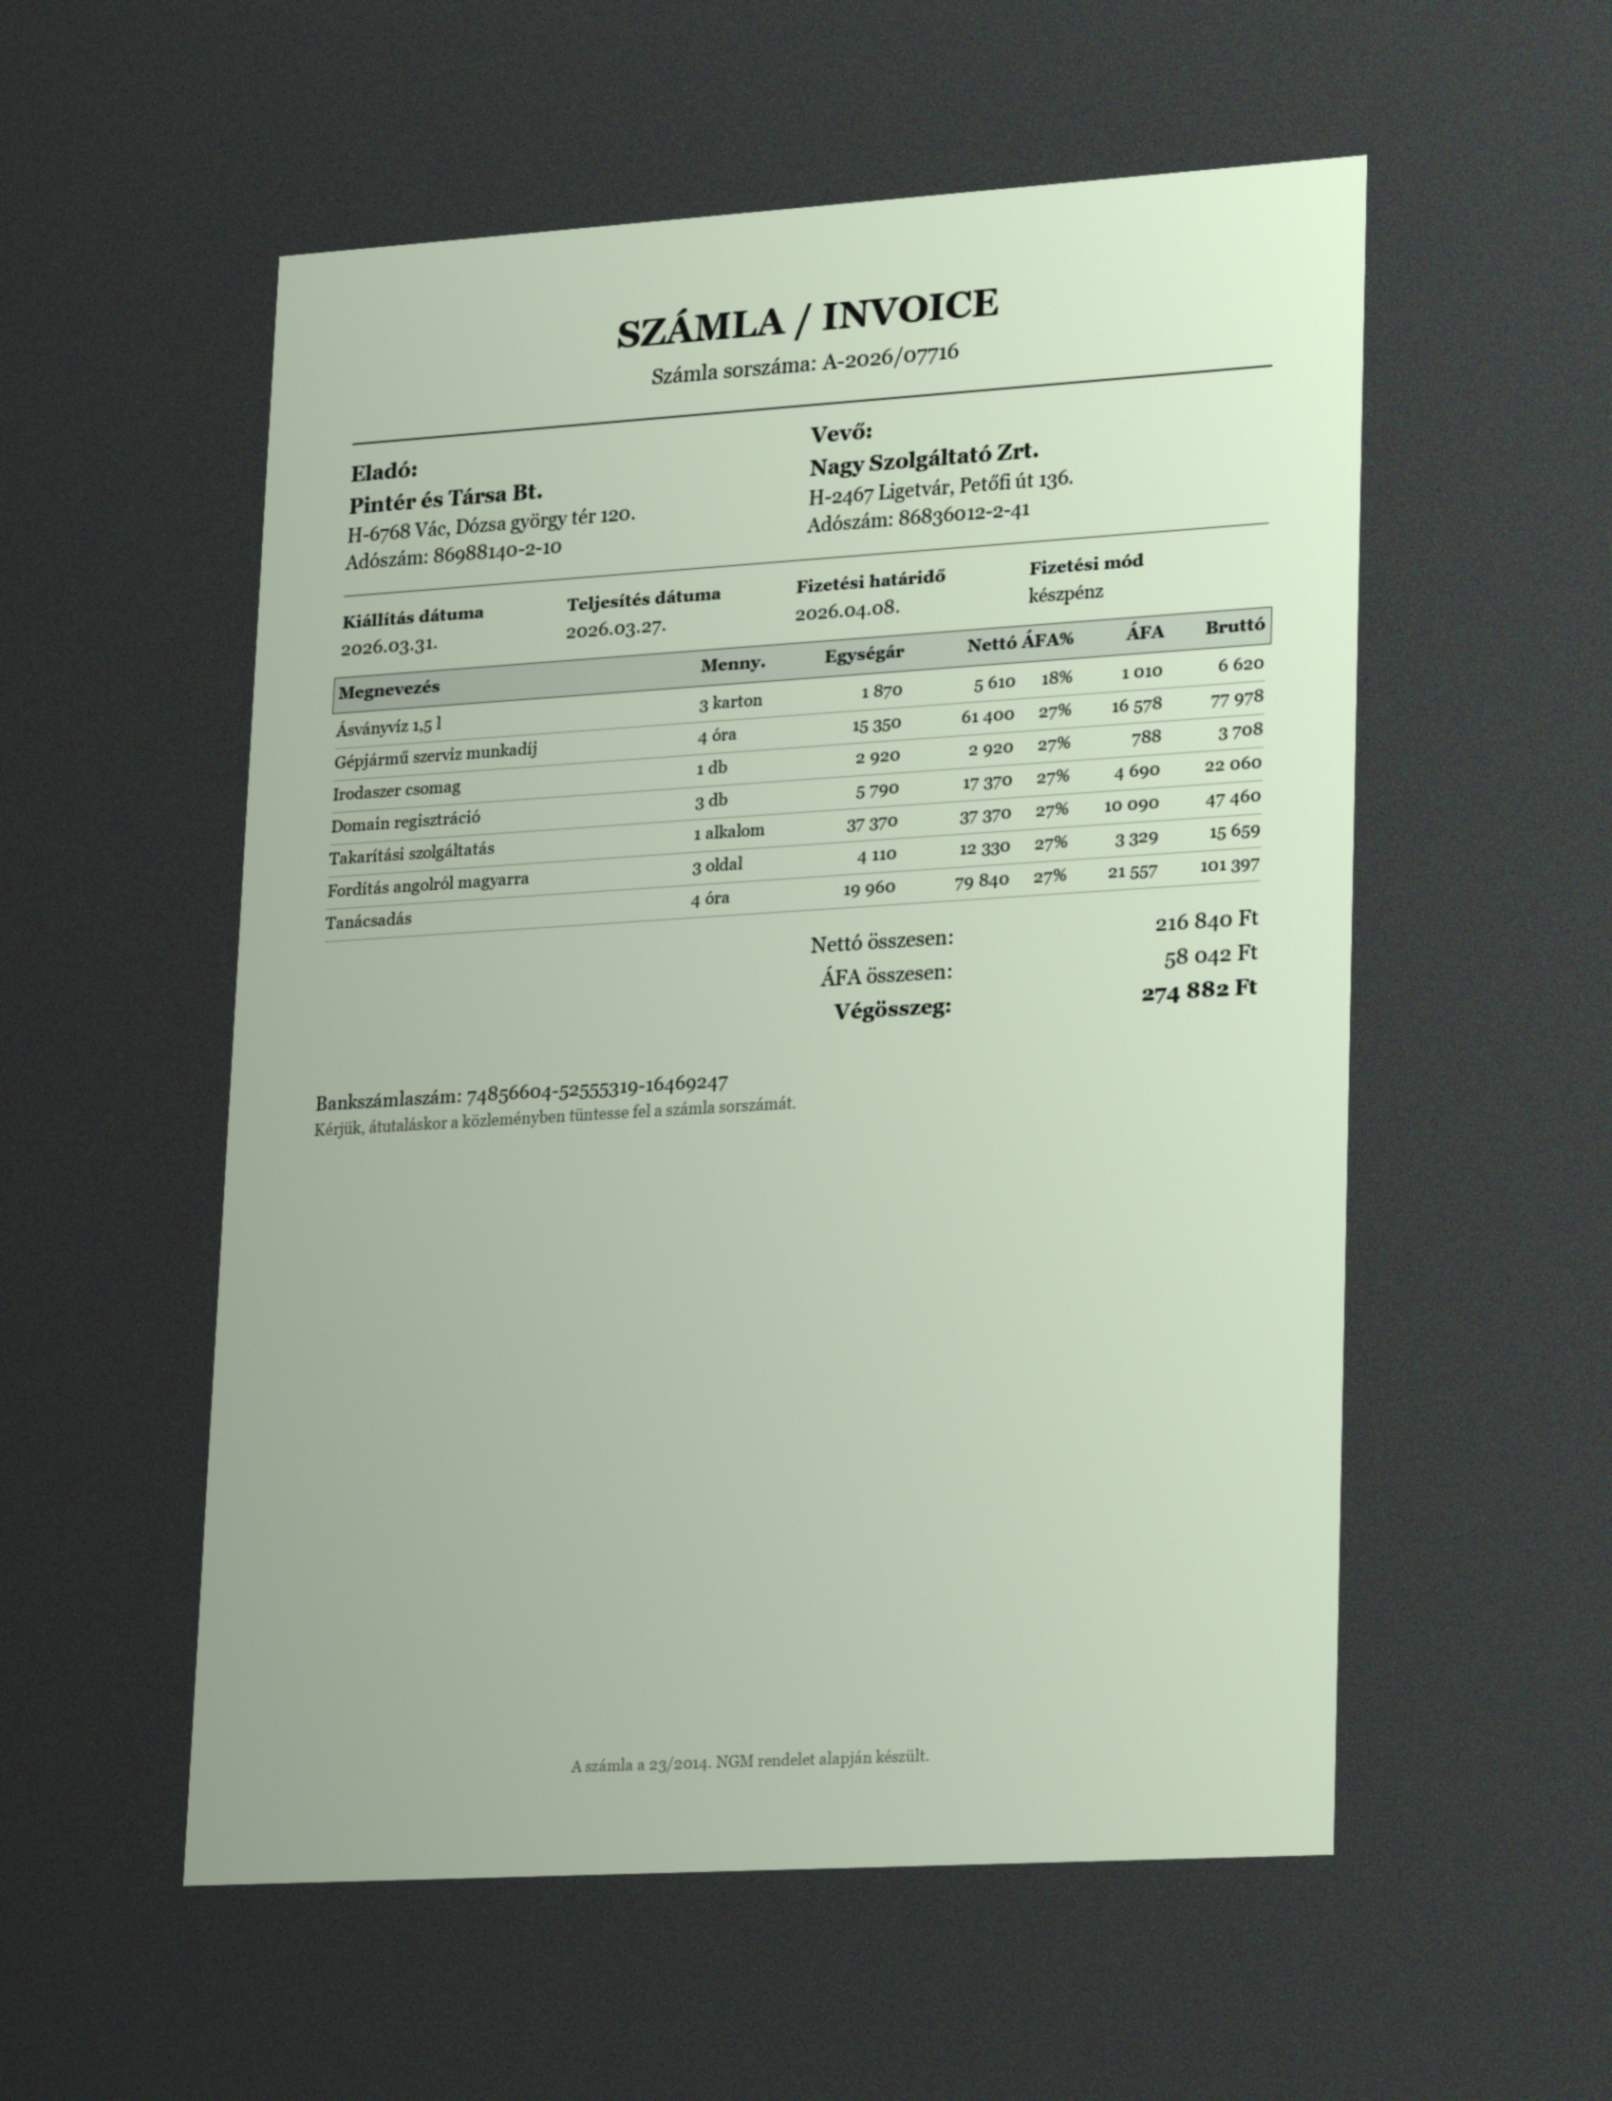 SZÁMLA / INVOICE
Számla sorszáma: A-2026/07716
Eladó:
Pintér és Társa Bt.
H-6768 Vác, Dózsa györgy tér 120.
Adószám: 86988140-2-10
Vevő:
Nagy Szolgáltató Zrt.
H-2467 Ligetvár, Petőfi út 136.
Adószám: 86836012-2-41
Kiállítás dátuma Teljesítés dátuma Fizetési határidő Fizetési mód
2026.03.31. 2026.03.27. 2026.04.08. készpénz
Megnevezés Menny. Egységár Nettó ÁFA% ÁFA Bruttó
Ásványvíz 1,5 l 3 karton 1 870 5 610 18% 1 010 6 620
Gépjármű szerviz munkadíj 4 óra 15 350 61 400 27% 16 578 77 978
Irodaszer csomag 1 db 2 920 2 920 27% 788 3 708
Domain regisztráció 3 db 5 790 17 370 27% 4 690 22 060
Takarítási szolgáltatás 1 alkalom 37 370 37 370 27% 10 090 47 460
Fordítás angolról magyarra 3 oldal 4 110 12 330 27% 3 329 15 659
Tanácsadás 4 óra 19 960 79 840 27% 21 557 101 397
Nettó összesen: 216 840 Ft
ÁFA összesen: 58 042 Ft
Végösszeg: 274 882 Ft
Bankszámlaszám: 74856604-52555319-16469247
Kérjük, átutaláskor a közleményben tüntesse fel a számla sorszámát.
A számla a 23/2014. NGM rendelet alapján készült.